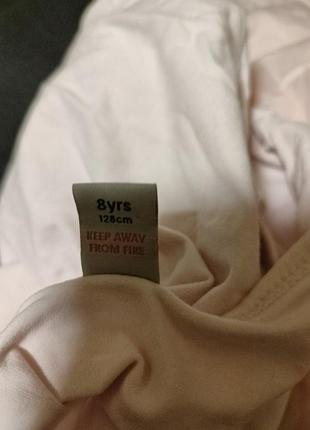 8yrs
128cm
KEEP AWAY
FROM FIRE